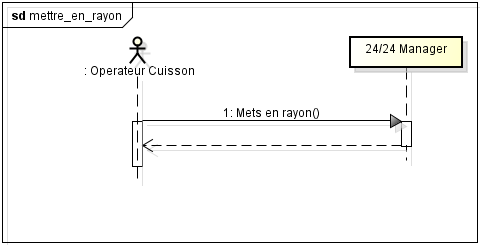 sd mettre_en_rayon
24/24 Manager
: Operateur Cuisson
1: Mets en rayon()